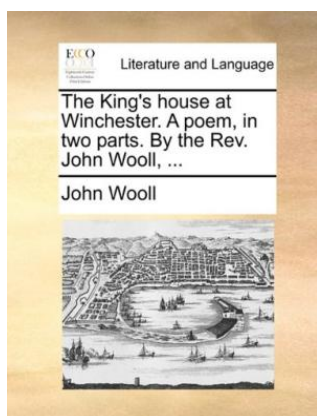 ECCO
Literature and Language
The King's house at
Winchester. A poem, in
two parts. By the Rev.
John Wooll, ...
John Wooll